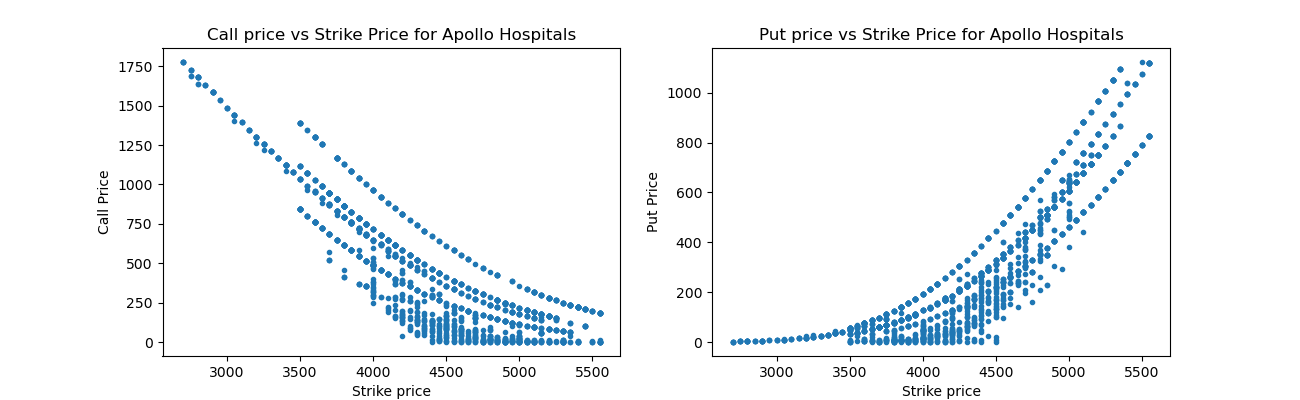 Call price vs Strike Price for Apollo Hospitals
Call Price
1750
1500
1250
1000
750
500
250
0
3000 3500 4000 4500 5000 5500
Strike price
Put price vs Strike Price for Apollo Hospitals
Put Price
1000
800
600
400
200
0
3000 3500 4000 4500 5000 5500
Strike price